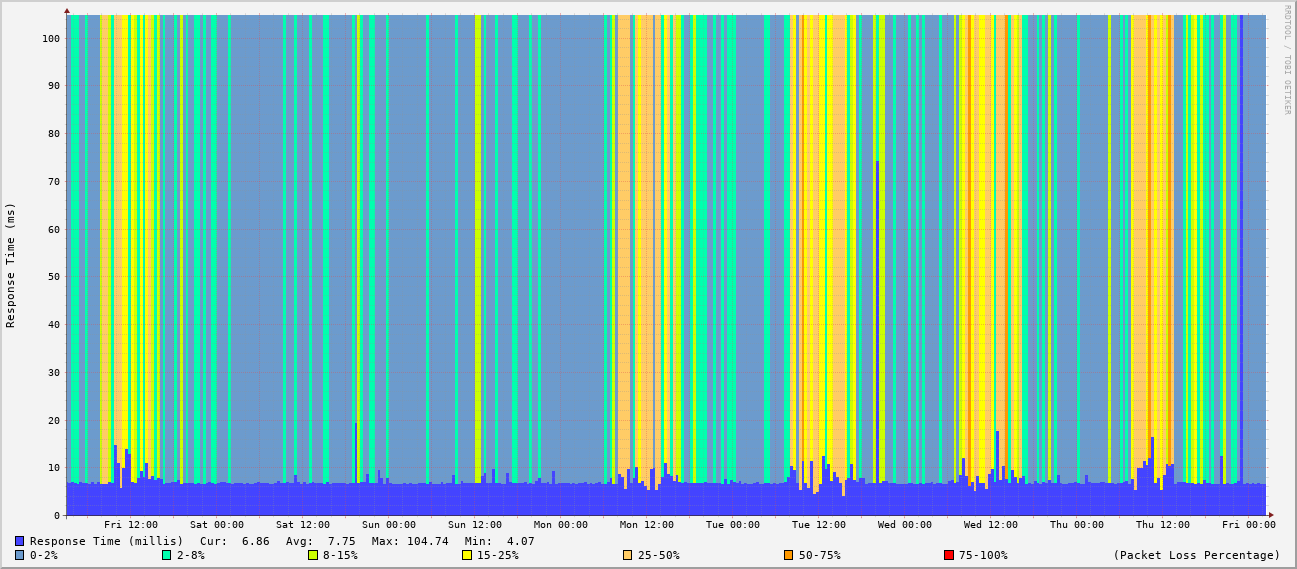 RRDTOOL / TOBI OETIKER
Response Time (ms)
100
90
80
70
60
50
40
30
20
10
0
Fri 12:00 Sat 00:00 Sat 12:00 Sun 00:00 Sun 12:00 Mon 00:00 Mon 12:00 Tue 00:00 Tue 12:00 Wed 00:00 Wed 12:00 Thu 00:00 Thu 12:00 Fri 00:00
Response Time (millis) Cur: 6.86 Avg: 7.75 Max: 104.74 Min: 4.07
0-2% 2-8% 8-15% 15-25% 25-50% 50-75% 75-100% (Packet Loss Percentage)